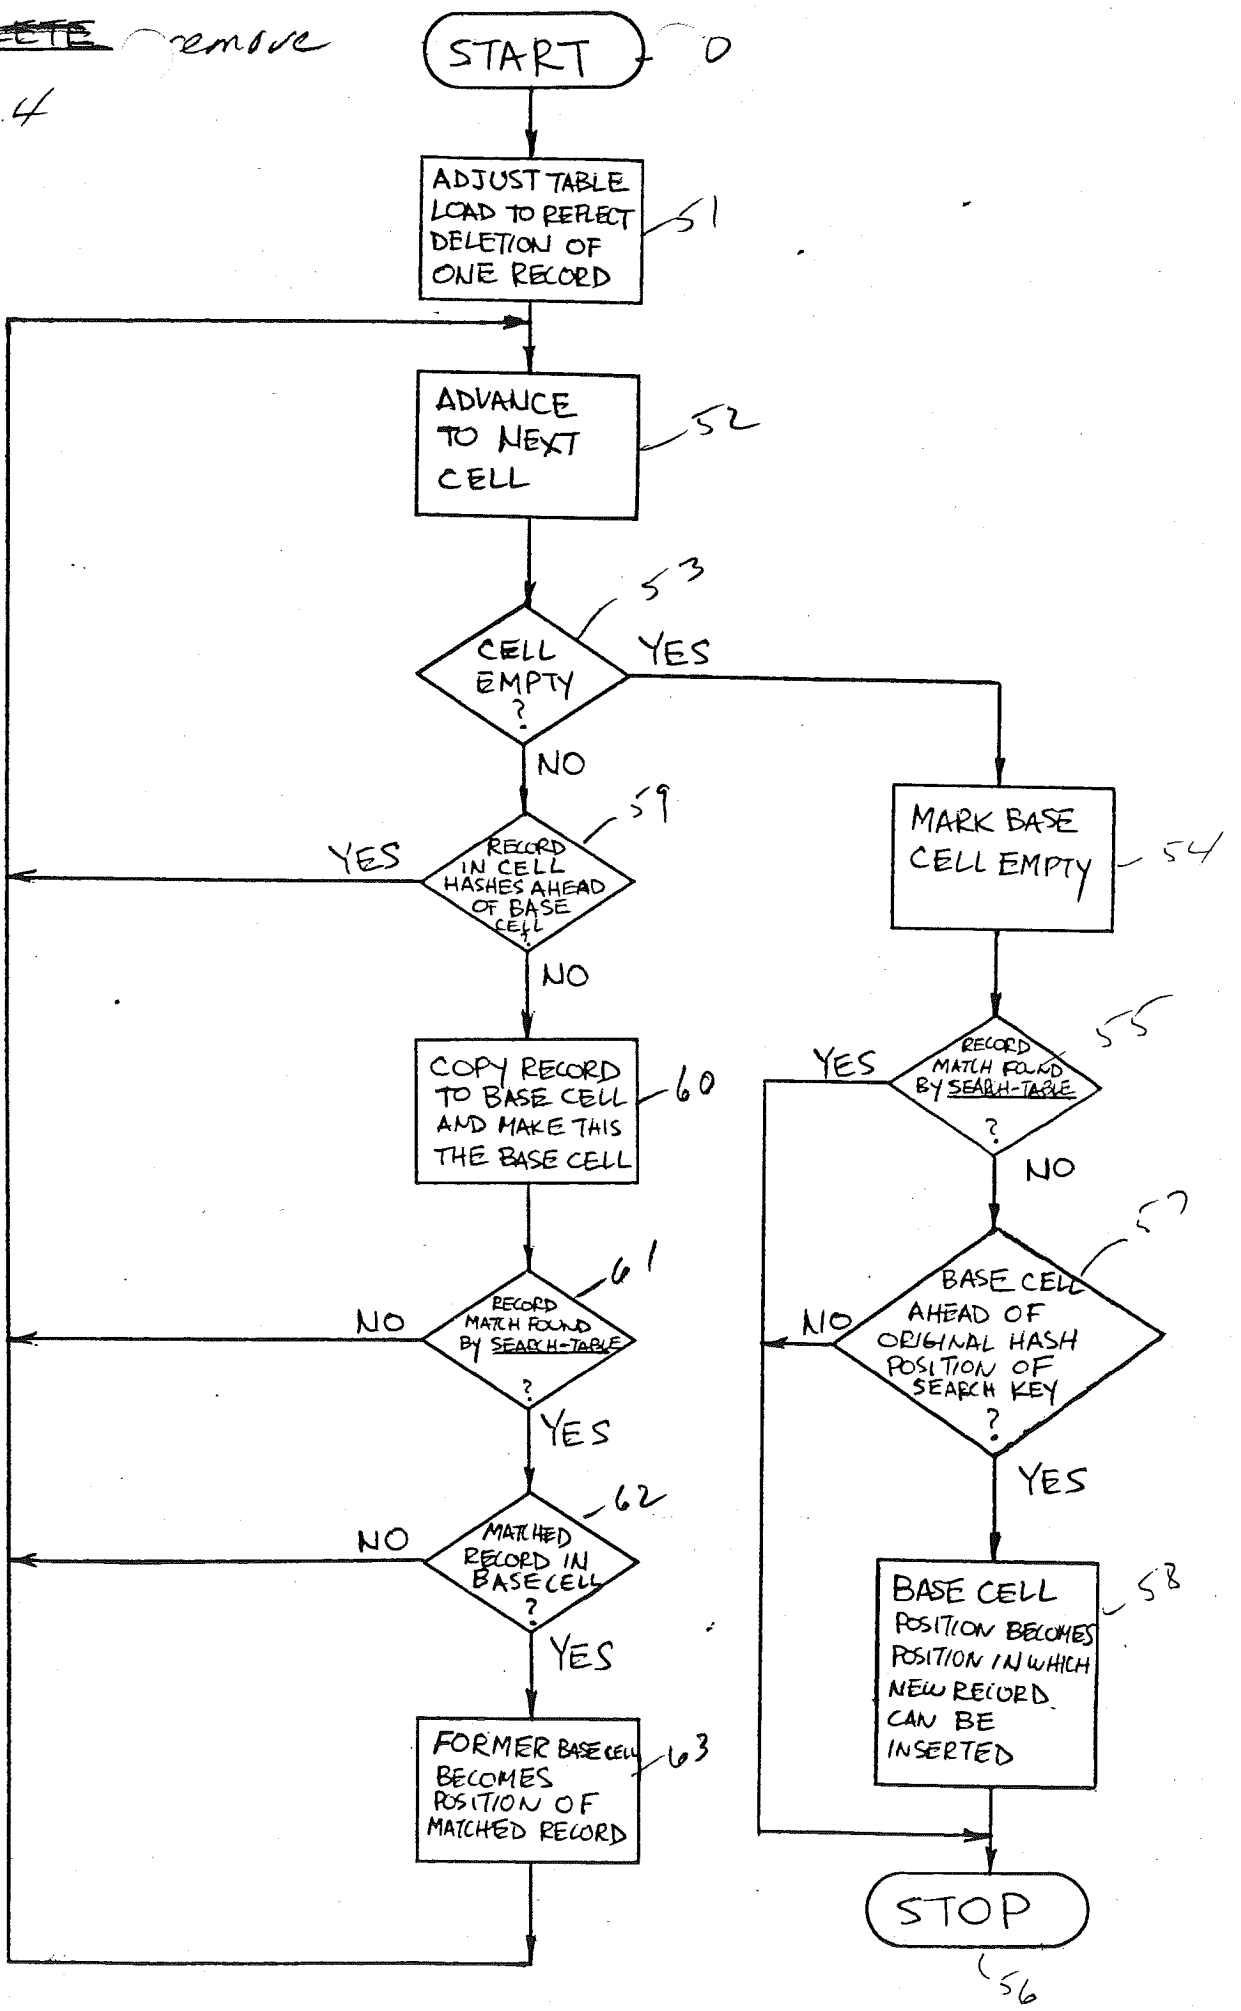 remove
4
START
0
ADJUST TABLE
LOAD TO REFLECT
DELETION OF
ONE RECORD
51
ADVANCE
TO NEXT
CELL
52
CELL
EMPTY
?
53
YES
NO
RECORD
IN CELL
HASHES AHEAD
OF BASE
CELL
?
59
YES
NO
COPY RECORD
TO BASE CELL
AND MAKE THIS
THE BASE CELL
60
RECORD
MATCH FOUND
BY SEARCH-TABLE
?
61
NO
YES
MATCHED
RECORD IN
BASE CELL
?
62
NO
YES
FORMER BASE CELL
BECOMES
POSITION OF
MATCHED RECORD
63
MARK BASE
CELL EMPTY
54
RECORD
MATCH FOUND
BY SEARCH-TABLE
?
55
YES
NO
BASE CELL
AHEAD OF
ORIGINAL HASH
POSITION OF
SEARCH KEY
?
57
NO
YES
BASE CELL
POSITION BECOMES
POSITION IN WHICH
NEW RECORD
CAN BE
INSERTED
58
STOP
56